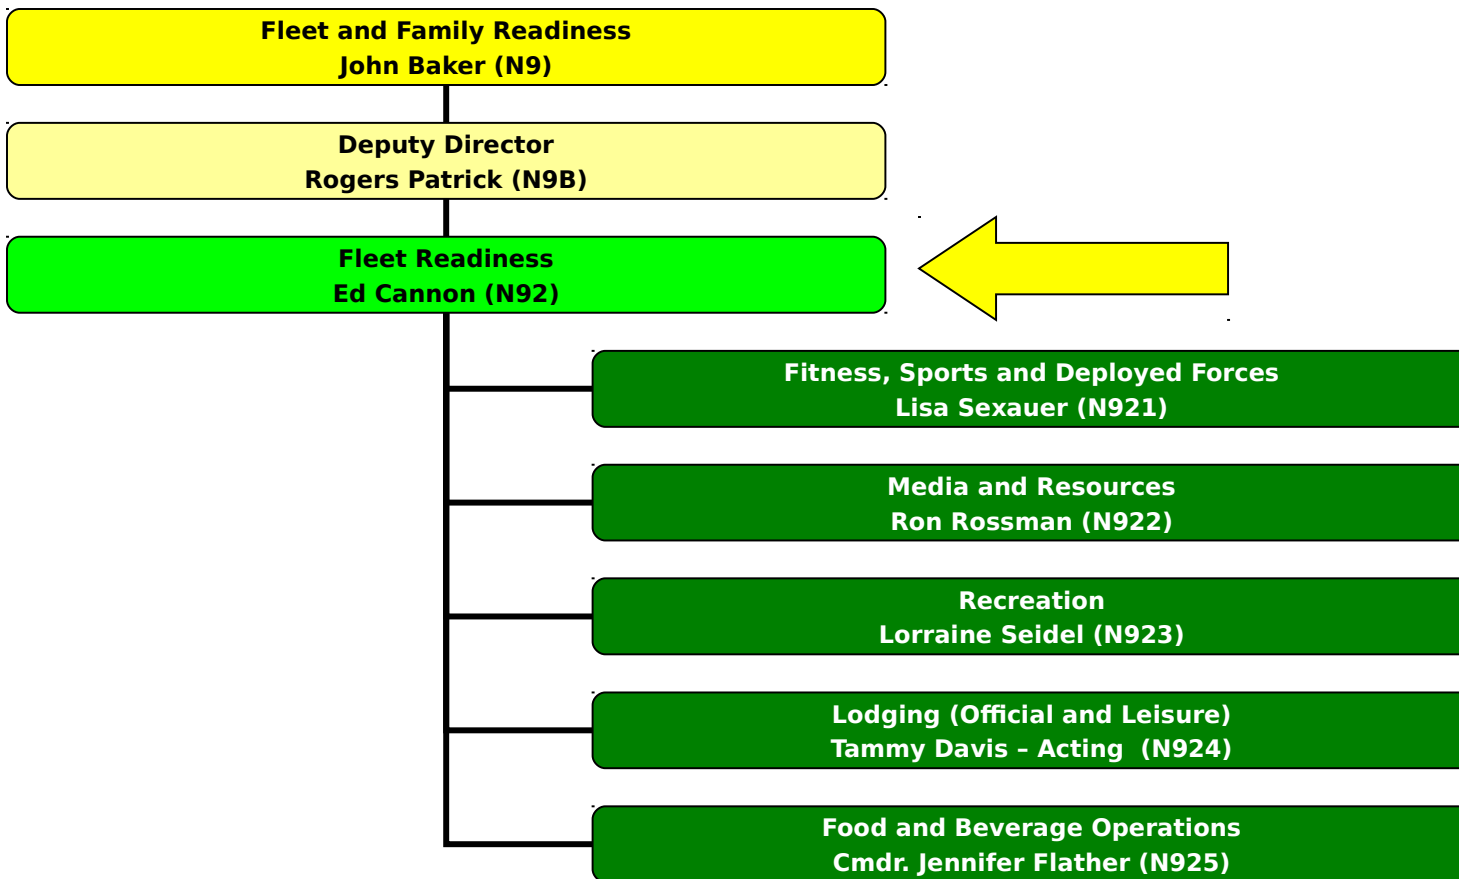 Fleet and Family Readiness
John Baker (N9)
Deputy Director
Rogers Patrick (N9B)
Fleet Readiness
Ed Cannon (N92)
Fitness, Sports and Deployed Forces
Lisa Sexauer (N921)
Media and Resources
Ron Rossman (N922)
Recreation
Lorraine Seidel (N923)
Lodging (Official and Leisure)
Tammy Davis – Acting  (N924)
Food and Beverage Operations
Cmdr. Jennifer Flather (N925)